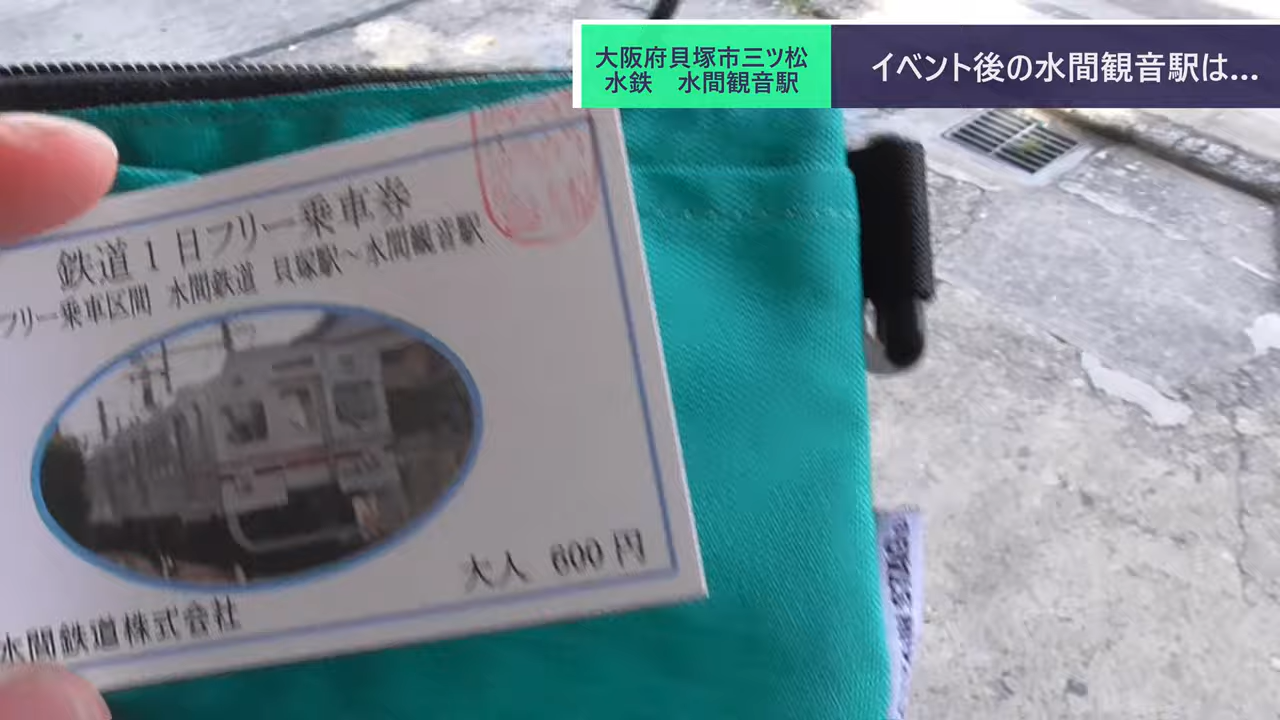 大阪府貝塚市三ツ松
水鉄　水間観音駅
イベント後の水間観音駅は...
鉄道1日フリー乗車券
フリー乗車区間 水間鉄道 貝塚駅～水間観音駅
大人 600円
水間鉄道株式会社